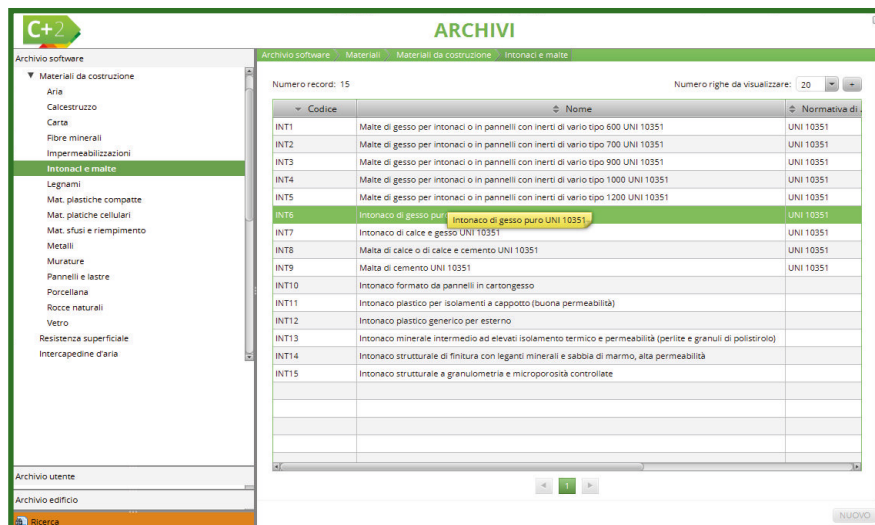 C+2
ARCHIVI
Archivio software
Materiali da costruzione
Aria
Calcestruzzo
Carta
Fibre minerali
Impermeabilizzazioni
Intonaci e malte
Legnami
Mat. plastiche compatte
Mat. platiche cellulari
Mat. sfusi e riempimento
Metalli
Murature
Pannelli e lastre
Porcellana
Rocce naturali
Vetro
Resistenza superficiale
Intercapedine d'aria
Archivio utente
Archivio edificio
Ricerca
Archivio software Materiali Materiali da costruzione Intonaci e malte
Numero record: 15 Numero righe da visualizzare: 20
Codice Nome Normativa di
INT1 Malte di gesso per intonaci o in pannelli con inerti di vario tipo 600 UNI 10351 UNI 10351
INT2 Malte di gesso per intonaci o in pannelli con inerti di vario tipo 700 UNI 10351 UNI 10351
INT3 Malte di gesso per intonaci o in pannelli con inerti di vario tipo 900 UNI 10351 UNI 10351
INT4 Malte di gesso per intonaci o in pannelli con inerti di vario tipo 1000 UNI 10351 UNI 10351
INT5 Malte di gesso per intonaci o in pannelli con inerti di vario tipo 1200 UNI 10351 UNI 10351
INT6 Intonaco di gesso pur Intonaco di gesso puro UNI 10351 UNI 10351
INT7 Intonaco di calce e gesso UNI 10351 UNI 10351
INT8 Malta di calce o di calce e cemento UNI 10351 UNI 10351
INT9 Malta di cemento UNI 10351 UNI 10351
INT10 Intonaco formato da pannelli in cartongesso
INT11 Intonaco plastico per isolamenti a cappotto (buona permeabilità)
INT12 Intonaco plastico generico per esterno
INT13 Intonaco minerale intermedio ad elevati isolamento termico e permeabilità (perlite e granuli di polistirolo)
INT14 Intonaco strutturale di finitura con leganti minerali e sabbia di marmo, alta permeabilità
INT15 Intonaco strutturale a granulometria e microporosità controllate
1
NUOVO